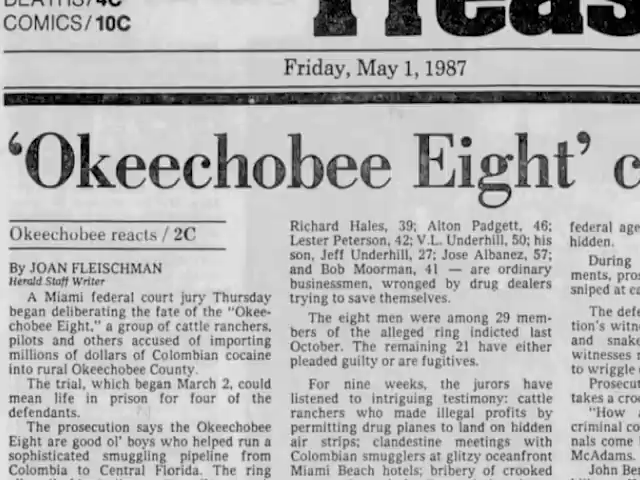 DEATHS/4C
COMICS/10C
Treas
Friday, May 1, 1987
‘Okeechobee Eight’ c
Okeechobee reacts / 2C
By JOAN FLEISCHMAN
Herald Staff Writer
A Miami federal court jury Thursday
began deliberating the fate of the “Okee-
chobee Eight,” a group of cattle ranchers,
pilots and others accused of importing
millions of dollars of Colombian cocaine
into rural Okeechobee County.
The trial, which began March 2, could
mean life in prison for four of the
defendants.
The prosecution says the Okeechobee
Eight are good ol’ boys who helped run a
sophisticated smuggling pipeline from
Colombia to Central Florida. The ring
Richard Hales, 39; Alton Padgett, 46;
Lester Peterson, 42; V.L. Underhill, 50; his
son, Jeff Underhill, 27; Jose Albanez, 57;
and Bob Moorman, 41 — are ordinary
businessmen, wronged by drug dealers
trying to save themselves.
The eight men were among 29 mem-
bers of the alleged ring indicted last
October. The remaining 21 have either
pleaded guilty or are fugitives.
For nine weeks, the jurors have
listened to intriguing testimony: cattle
ranchers who made illegal profits by
permitting drug planes to land on hidden
air strips; clandestine meetings with
Colombian smugglers at glitzy oceanfront
Miami Beach hotels; bribery of crooked
federal age
hidden.
During
ments, pros
sniped at ea
The defe
tion's witn
and snake
witnesses
to wriggle
Prosecut
takes a croo
"How a
criminal co
nals come
McAdams.
John Ber